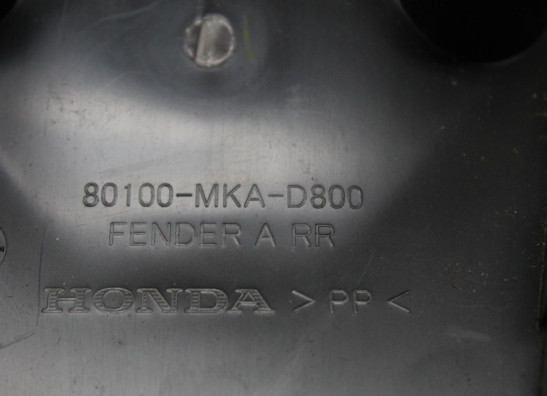 80100-MKA-D800
FENDER A RR
HONDA >PP<